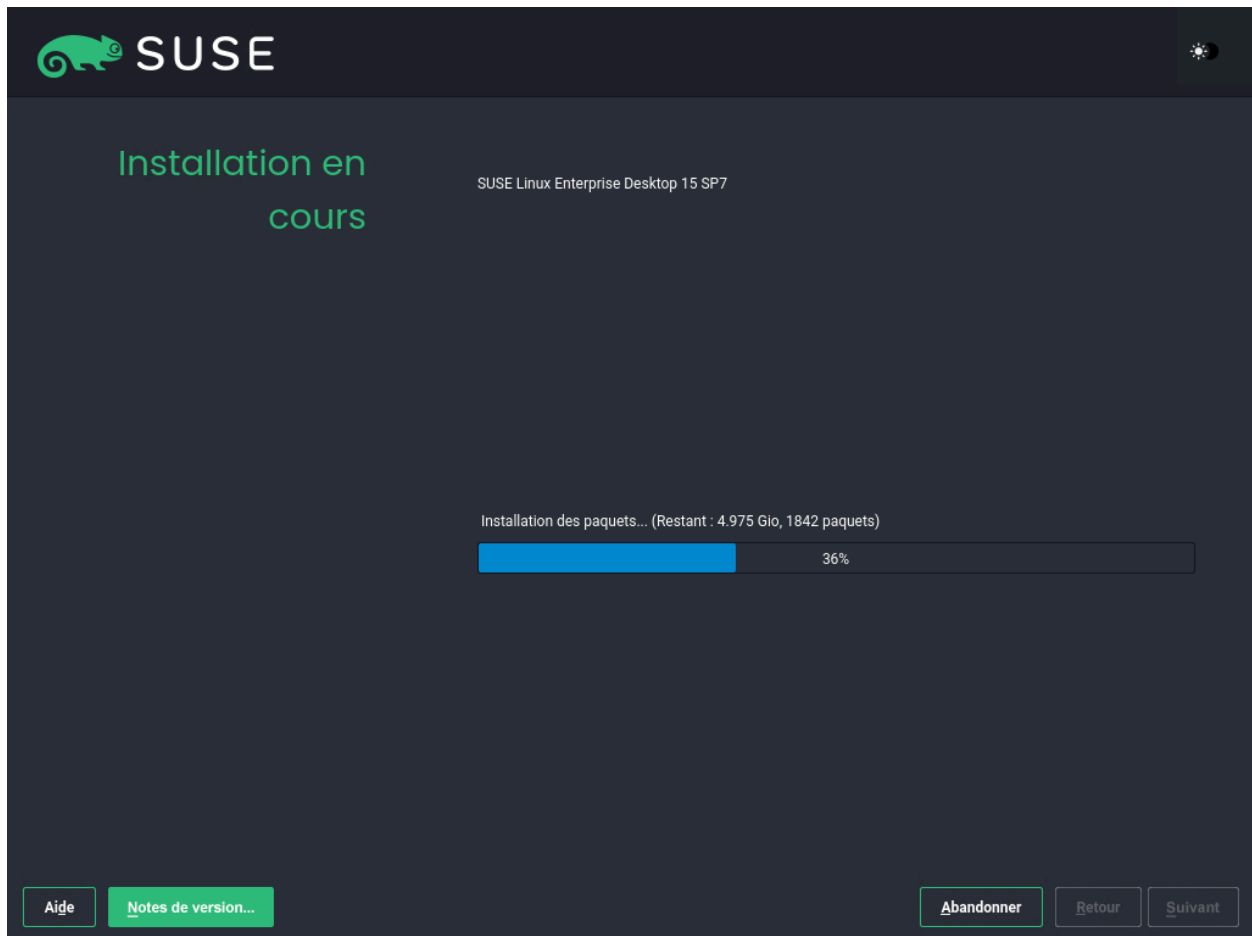 SUSE
Installation en
cours
SUSE Linux Enterprise Desktop 15 SP7
Installation des paquets... (Restant : 4.975 Gio, 1842 paquets)
36%
Aide
Notes de version...
Abandonner
Retour
Suivant